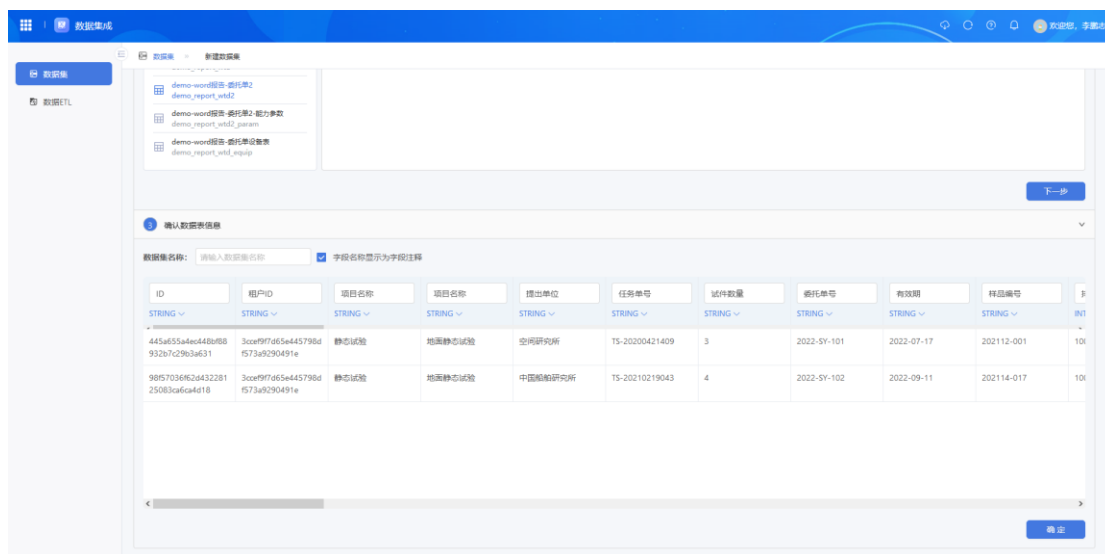 数据集成
欢迎您，李鹏志
数据集 > 新建数据集
数据集
数据ETL
demo-word报告-委托单2
demo_report_wtd2
demo-word报告-委托单2-能力参数
demo_report_wtd2_param
demo-word报告-委托单设备表
demo_report_wtd_equip
下一步
3 确认数据表信息
数据集名称： 请输入数据集名称 字段名称显示为字段注释
ID 租户ID 项目名称 项目名称 提出单位 任务单号 试件数量 委托单号 有效期 样品编号
STRING STRING STRING STRING STRING STRING STRING STRING STRING STRING INT
445a655a4ec448bf88 3ccef9f7d65e445798d 静态试验 地面静态试验 空间研究所 TS-20200421409 3 2022-SY-101 2022-07-17 202112-001 100
932b7c29b3a631 f573a9290491e
98f57036f62d432281 3ccef9f7d65e445798d 静态试验 地面静态试验 中国船舶研究所 TS-20210219043 4 2022-SY-102 2022-09-11 202114-017 100
25083ca6ca4d18 f573a9290491e
确定